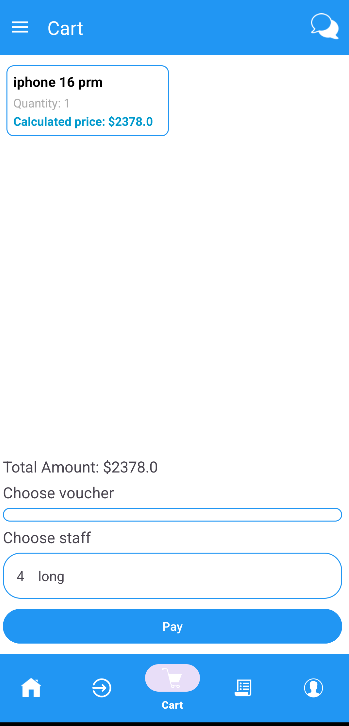 Cart
iphone 16 prm
Quantity: 1
Calculated price: $2378.0
Total Amount: $2378.0
Choose voucher
Choose staff
4 long
Pay
Cart